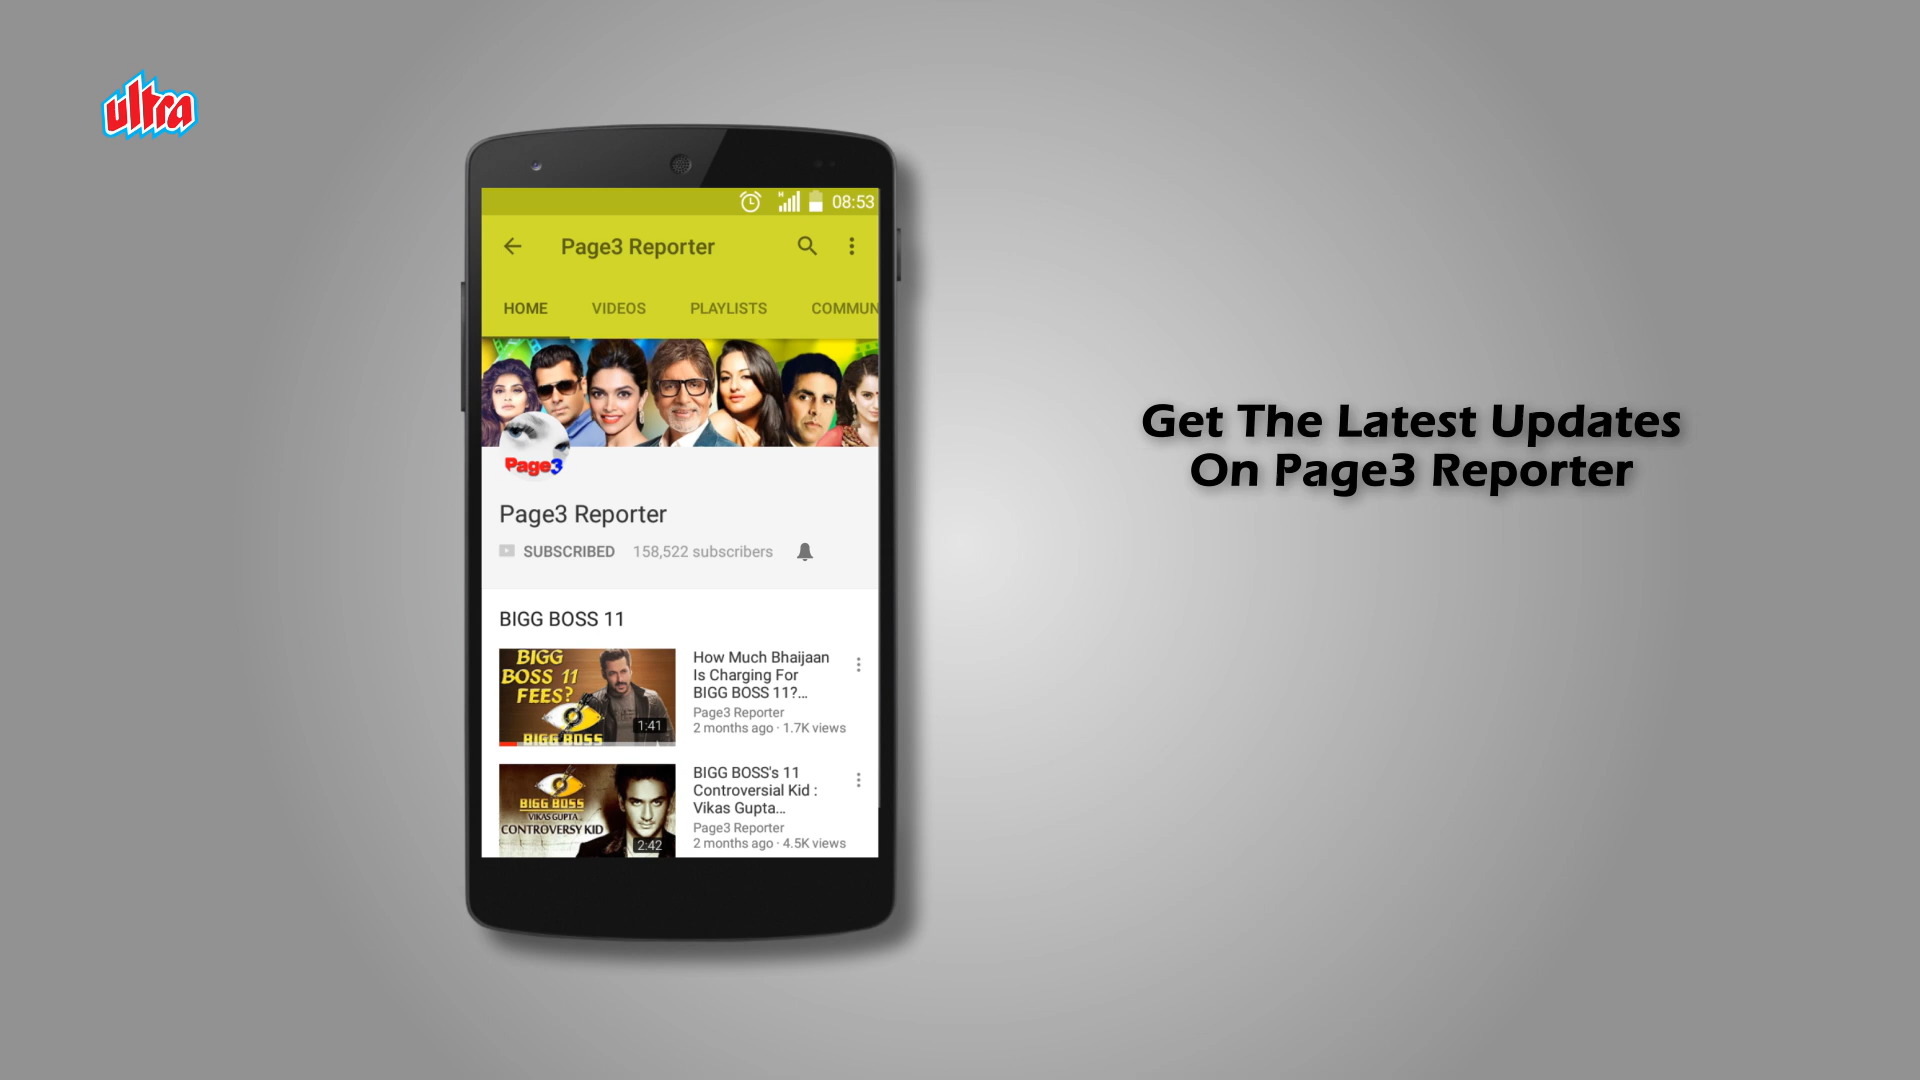 ultra
08:53
Page3 Reporter
HOME VIDEOS PLAYLISTS COMMUN
Page3
Page3 Reporter
SUBSCRIBED 158,522 subscribers
BIGG BOSS 11
BIGG
BOSS 11
FEES?
BIGG BOSS
1:41
How Much Bhaijaan
Is Charging For
BIGG BOSS 11?...
Page3 Reporter
2 months ago · 1.7K views
BIGG BOSS
VIKAS GUPTA
CONTROVERSY KID
2:42
BIGG BOSS's 11
Controversial Kid :
Vikas Gupta...
Page3 Reporter
2 months ago · 4.5K views
Get The Latest Updates
On Page3 Reporter